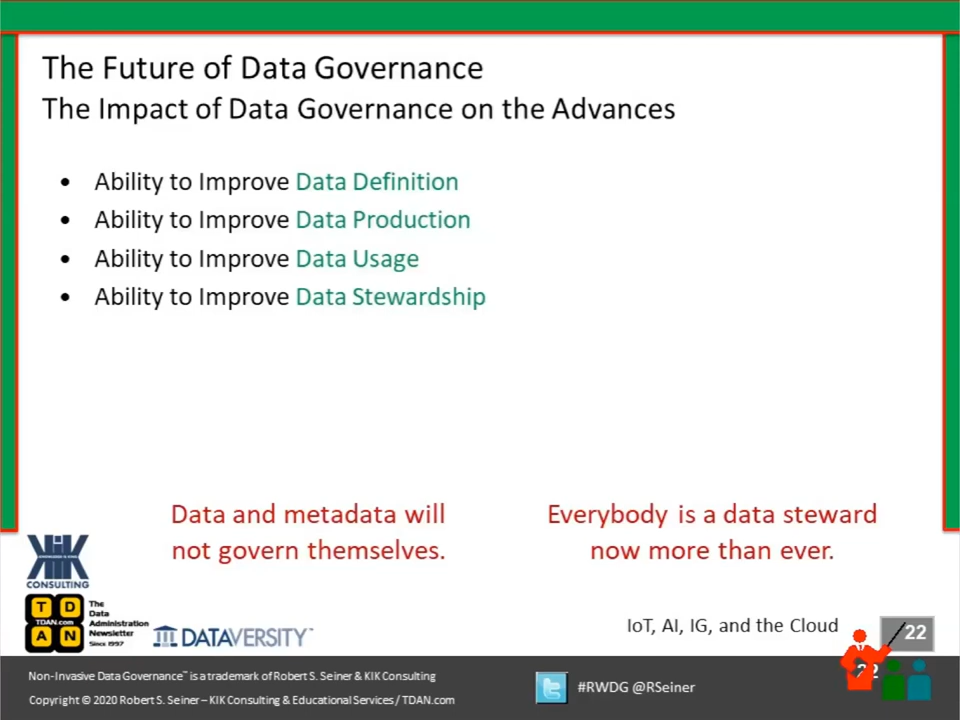 The Future of Data Governance
The Impact of Data Governance on the Advances
• Ability to Improve Data Definition
• Ability to Improve Data Production
• Ability to Improve Data Usage
• Ability to Improve Data Stewardship
Data and metadata will
not govern themselves.
Everybody is a data steward
now more than ever.
KIK
CONSULTING
T D
TDAN.com
A N
The
Data
Administration
Newsletter
Since 1997
DATAVERSITY™
IoT, AI, IG, and the Cloud
22
22
Non-Invasive Data Governance™ is a trademark of Robert S. Seiner & KIK Consulting
Copyright © 2020 Robert S. Seiner – KIK Consulting & Educational Services / TDAN.com
#RWDG @RSeiner